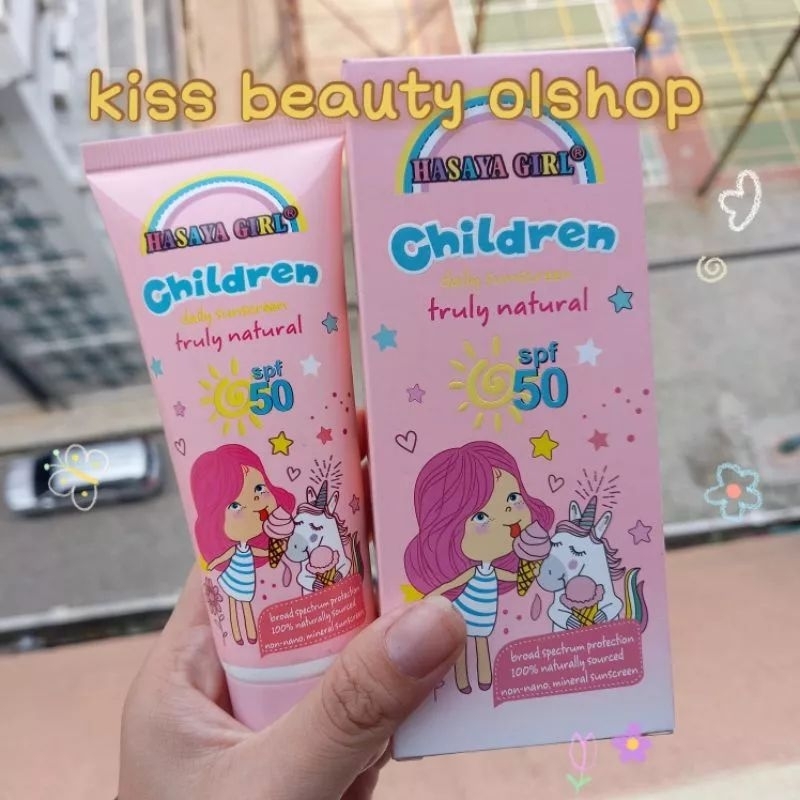 kiss beauty olshop
HASAYA GIRL®
Children
daily sunscreen
truly natural
spf
50
broad spectrum protection
100% naturally sourced
non-nano, mineral sunscreen
HASAYA GIRL®
Children
daily sunscreen
truly natural
spf
50
broad spectrum protection
100% naturally sourced
non-nano, mineral sunscreen